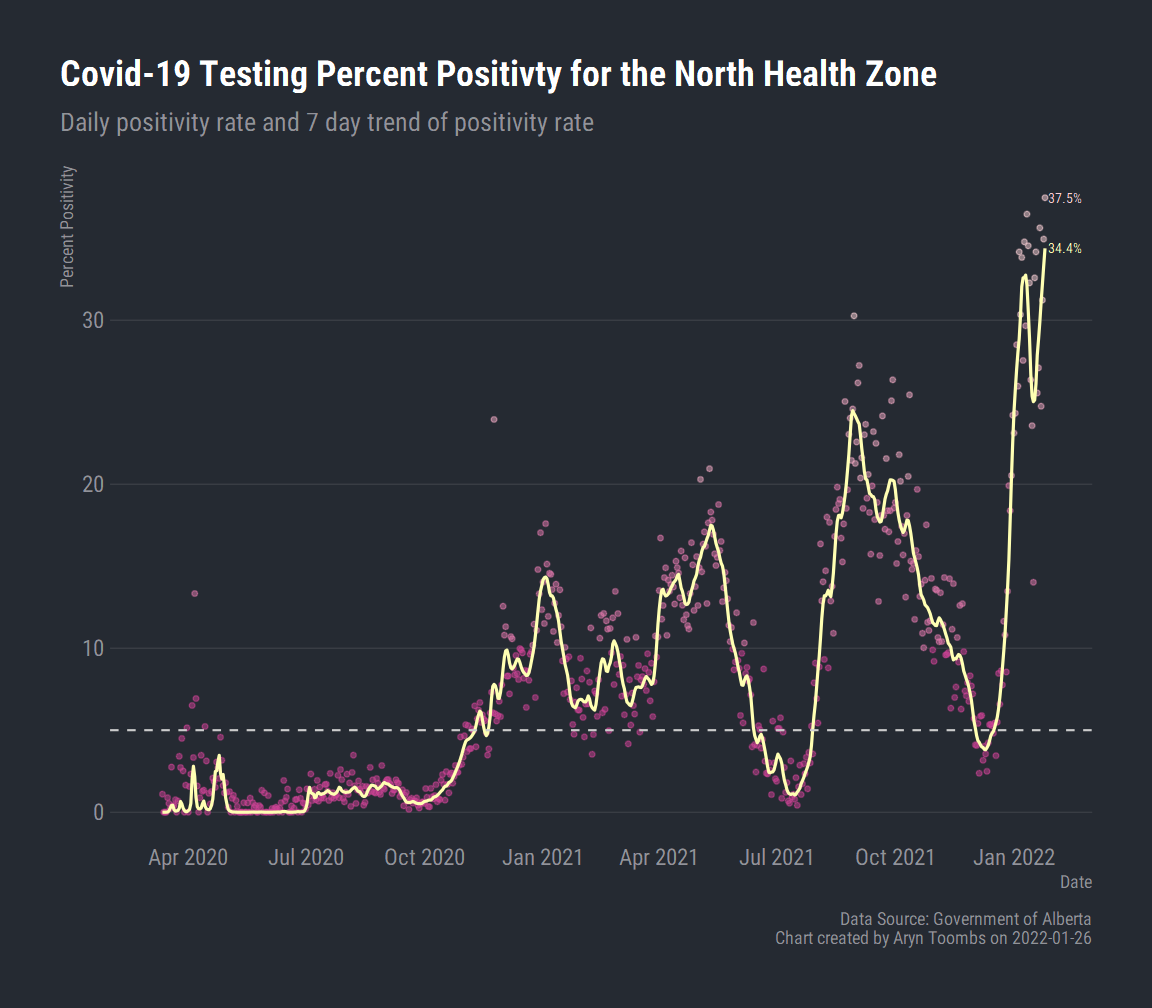 Covid-19 Testing Percent Positivty for the North Health Zone
Daily positivity rate and 7 day trend of positivity rate
Percent Positivity
37.5%
34.4%
30
20
10
0
Apr 2020 Jul 2020 Oct 2020 Jan 2021 Apr 2021 Jul 2021 Oct 2021 Jan 2022
Date
Data Source: Government of Alberta
Chart created by Aryn Toombs on 2022-01-26